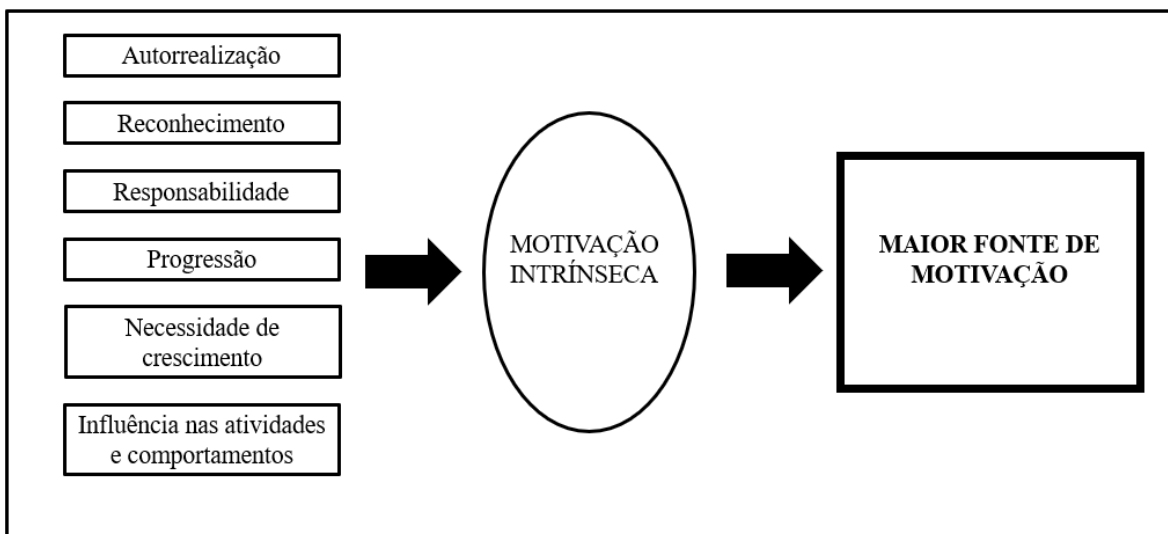 Autorrealização
Reconhecimento
Responsabilidade
Progressão
Necessidade de
crescimento
Influência nas atividades
e comportamentos
MOTIVAÇÃO
INTRÍNSECA
MAIOR FONTE DE
MOTIVAÇÃO